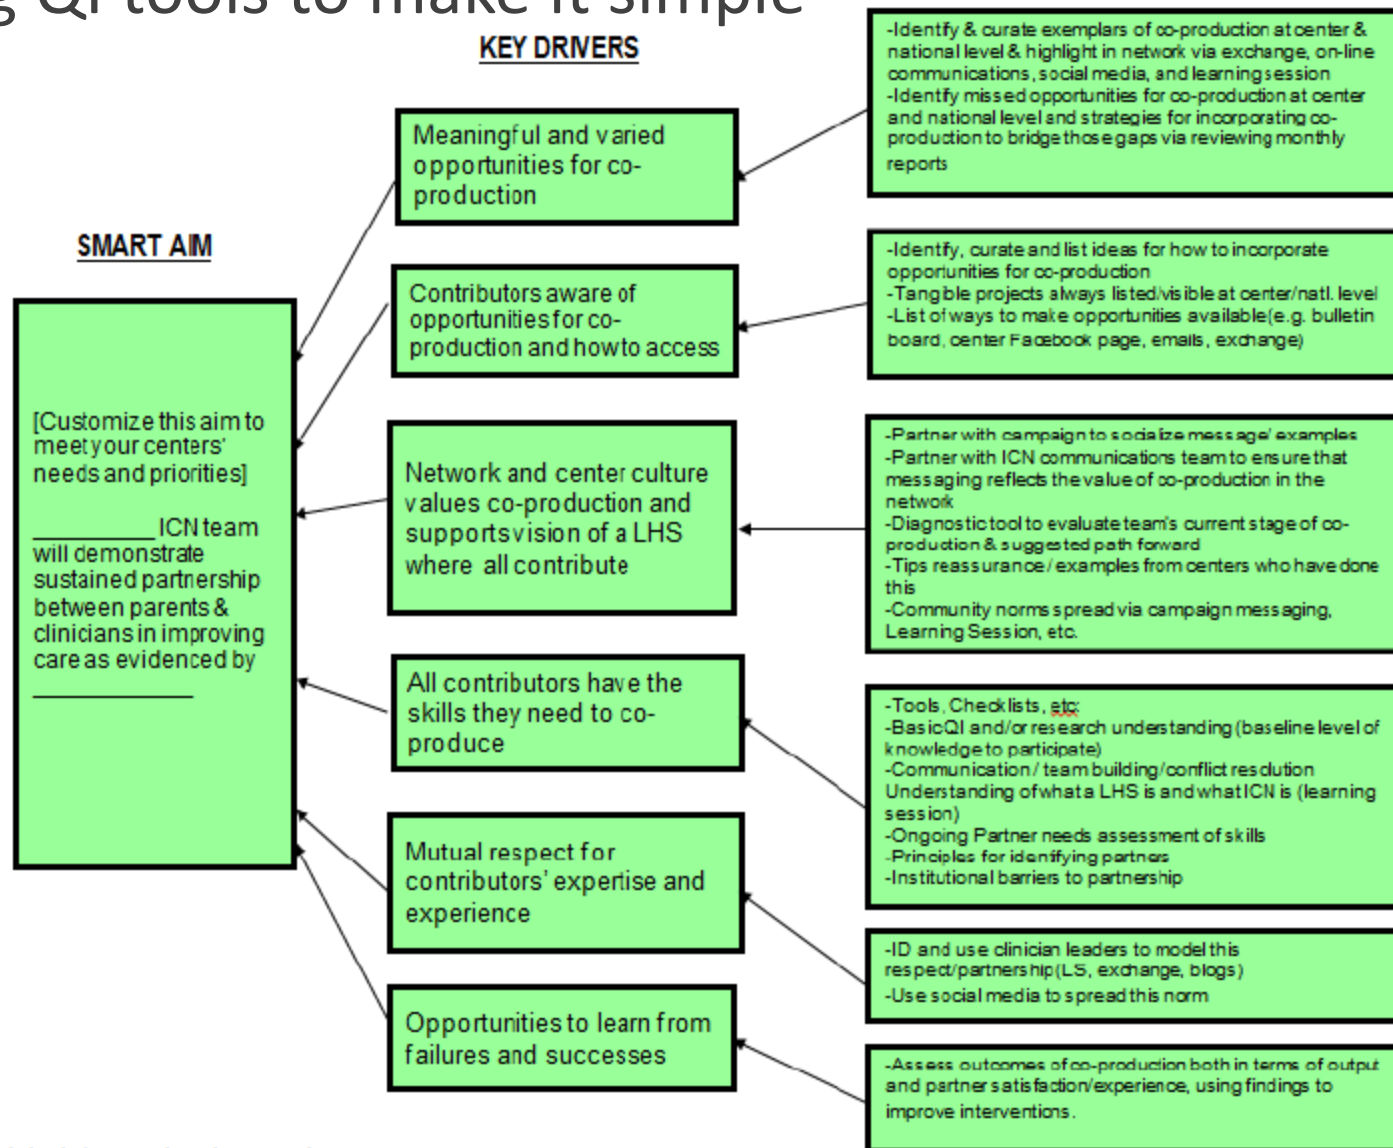 g QI tools to make it simple
KEY DRIVERS
SMART AIM
[Customize this aim to
meet your centers'
needs and priorities]
__________ ICN team
will demonstrate
sustained partnership
between parents &
clinicians in improving
care as evidenced by
_____________
Meaningful and varied
opportunities for co-
production
Contributors aware of
opportunities for co-
production and how to access
Network and center culture
values co-production and
supports vision of a LHS
where all contribute
All contributors have the
skills they need to co-
produce
Mutual respect for
contributors' expertise and
experience
Opportunities to learn from
failures and successes
-Identify & curate exemplars of co-production at center &
national level & highlight in network via exchange, on-line
communications, social media, and learning session
-Identify missed opportunities for co-production at center
and national level and strategies for incorporating co-
production to bridge those gaps via reviewing monthly
reports
-Identify, curate and list ideas for how to incorporate
opportunities for co-production
-Tangible projects always listed/visible at center/natl. level
-List of ways to make opportunities available(e.g. bulletin
board, center Facebook page, emails, exchange)
-Partner with campaign to socialize message/ examples
-Partner with ICN communications team to ensure that
messaging reflects the value of co-production in the
network
-Diagnostic tool to evaluate team's current stage of co-
production & suggested path forward
-Tips reassurance/ examples from centers who have done
this
-Community norms spread via campaign messaging,
Learning Session, etc.
-Tools, Checklists, etc:
-Basic QI and/or research understanding (baseline level of
knowledge to participate)
-Communication / team building/conflict resolution
Understanding of what a LHS is and what ICN is (learning
session)
-Ongoing Partner needs assessment of skills
-Principles for identifying partners
-Institutional barriers to partnership
-ID and use clinician leaders to model this
respect/partnership(LS, exchange, blogs)
-Use social media to spread this norm
-Assess outcomes of co-production both in terms of output
and partner satisfaction/experience, using findings to
improve interventions.